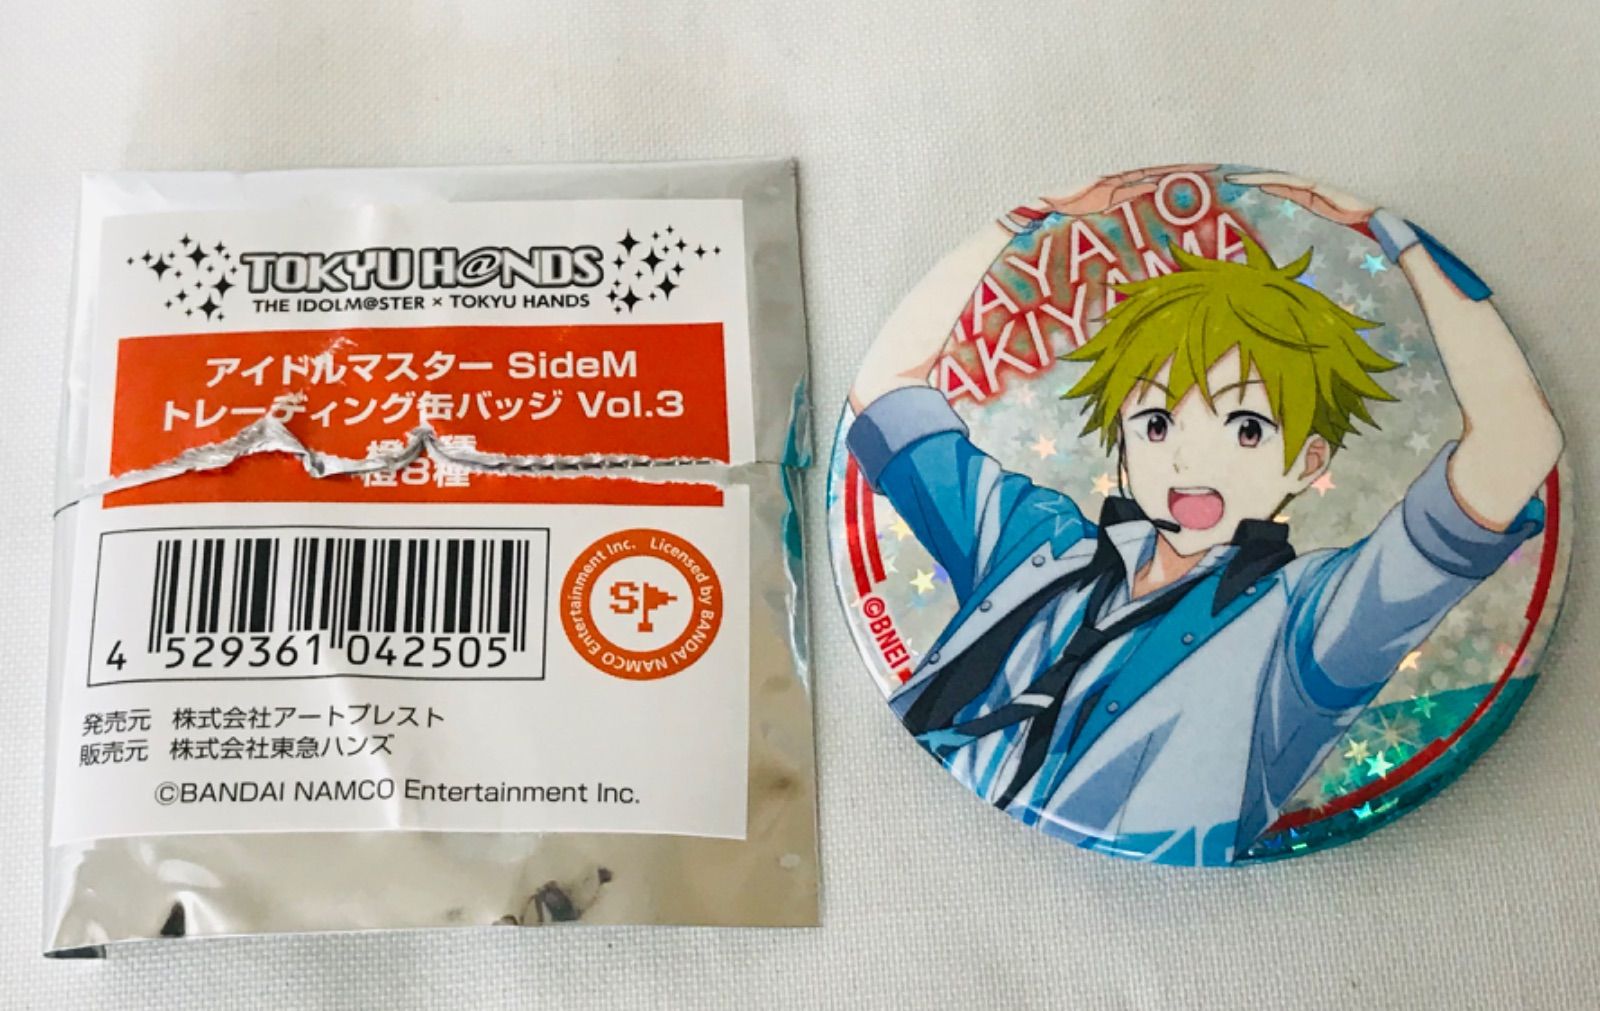 TOKYU H@NDS
THE IDOLM@STER × TOKYU HANDS
アイドルマスター SideM
トレーディング缶バッジ Vol.3
橙8種
4 529361 042505
Licensed by BANDAI NAMCO Entertainment Inc.
発売元 株式会社アートプレスト
販売元 株式会社東急ハンズ
©BANDAI NAMCO Entertainment Inc.
HAYATO
AKIYAMA
©BNEI